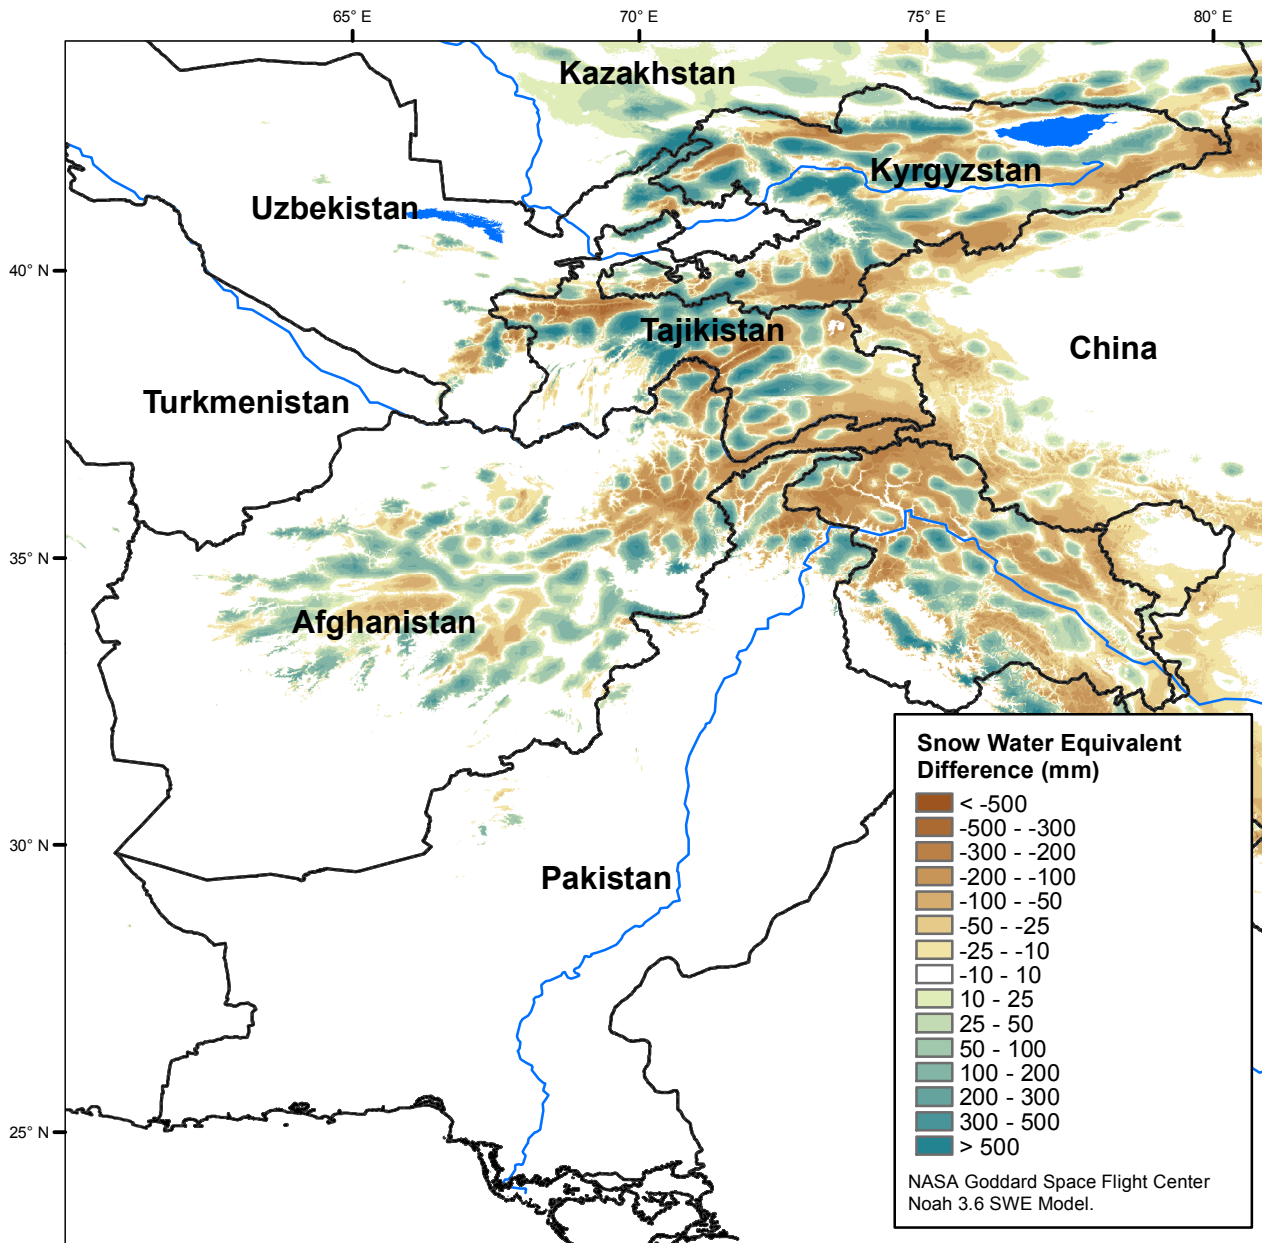 65° E
70° E
75° E
80° E
Kazakhstan
Kyrgyzstan
Uzbekistan
40° N
Tajikistan
China
Turkmenistan
35° N
Afghanistan
30° N
Pakistan
25° N
Snow Water Equivalent
Difference (mm)
< -500
-500 - -300
-300 - -200
-200 - -100
-100 - -50
-50 - -25
-25 - -10
-10 - 10
10 - 25
25 - 50
50 - 100
100 - 200
200 - 300
300 - 500
> 500
NASA Goddard Space Flight Center
Noah 3.6 SWE Model.